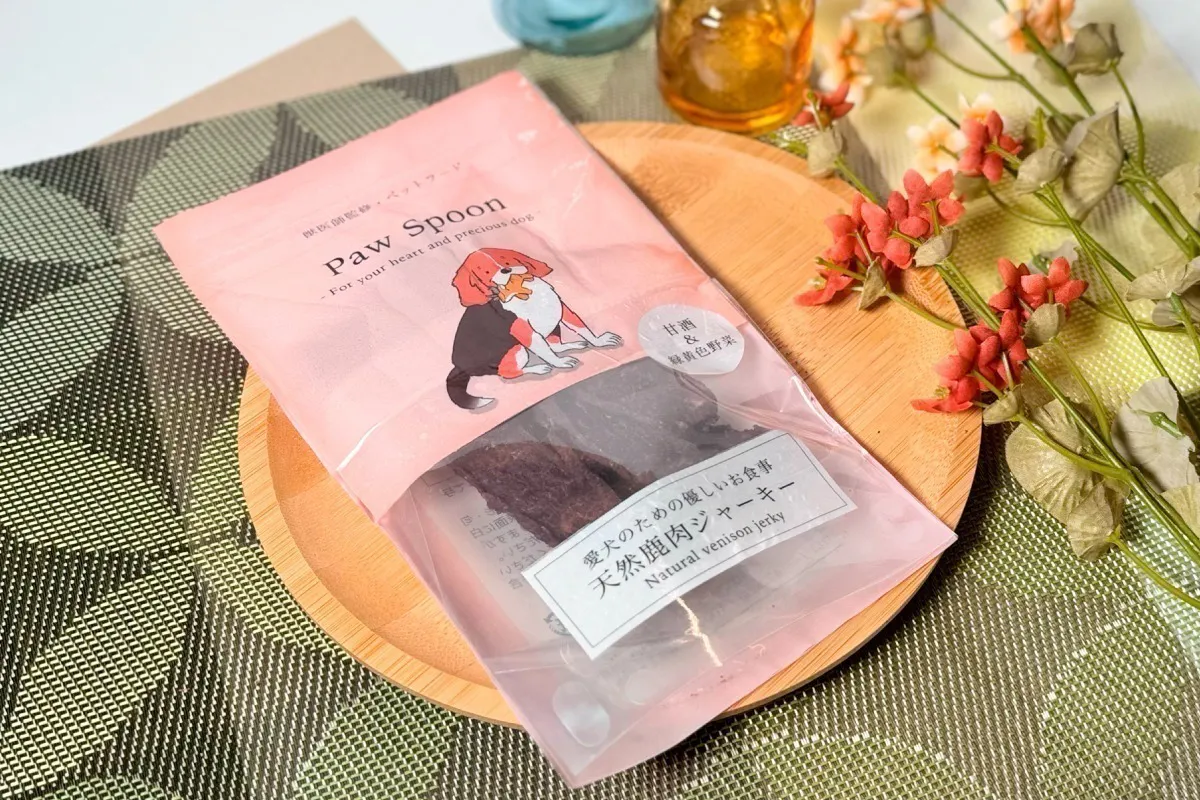 獣医師監修・ペットフード
Paw Spoon
- For your heart and precious dog -
甘酒
&
緑黄色野菜
愛犬のための優しいお食事
天然鹿肉ジャーキー
Natural venison jerky